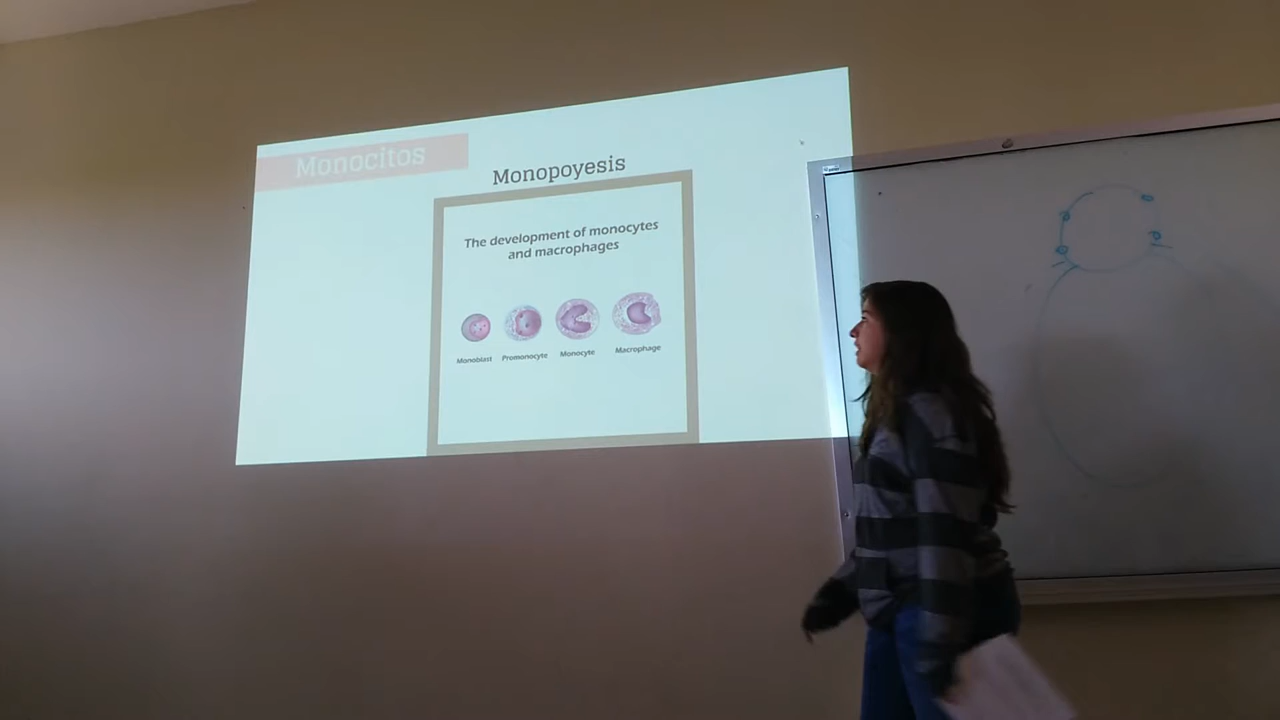 Monocitos
Monopoyesis
The development of monocytes
and macrophages
Monoblast
Promonocyte
Monocyte
Macrophage